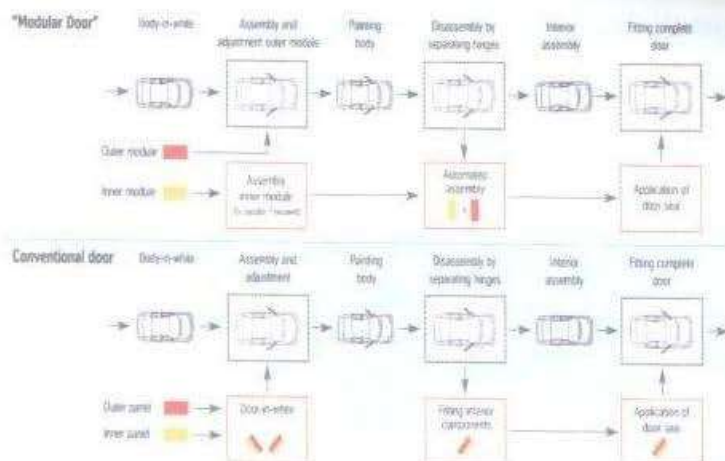 "Modular Door"
Body-in-white
Assembly and
adjustment outer module
Painting
body
Disassembly by
separating hinges
Interior
assembly
Fitting complete
door
Outer module
Inner module
Assembly
inner module
Automated
assembly
+
Application of
door seal
Conventional door
Body-in-white
Assembly and
adjustment
Painting
body
Disassembly by
separating hinges
Interior
assembly
Fitting complete
door
Outer panel
Inner panel
Door-in-white
Fitting interior
components
Application of
door seal